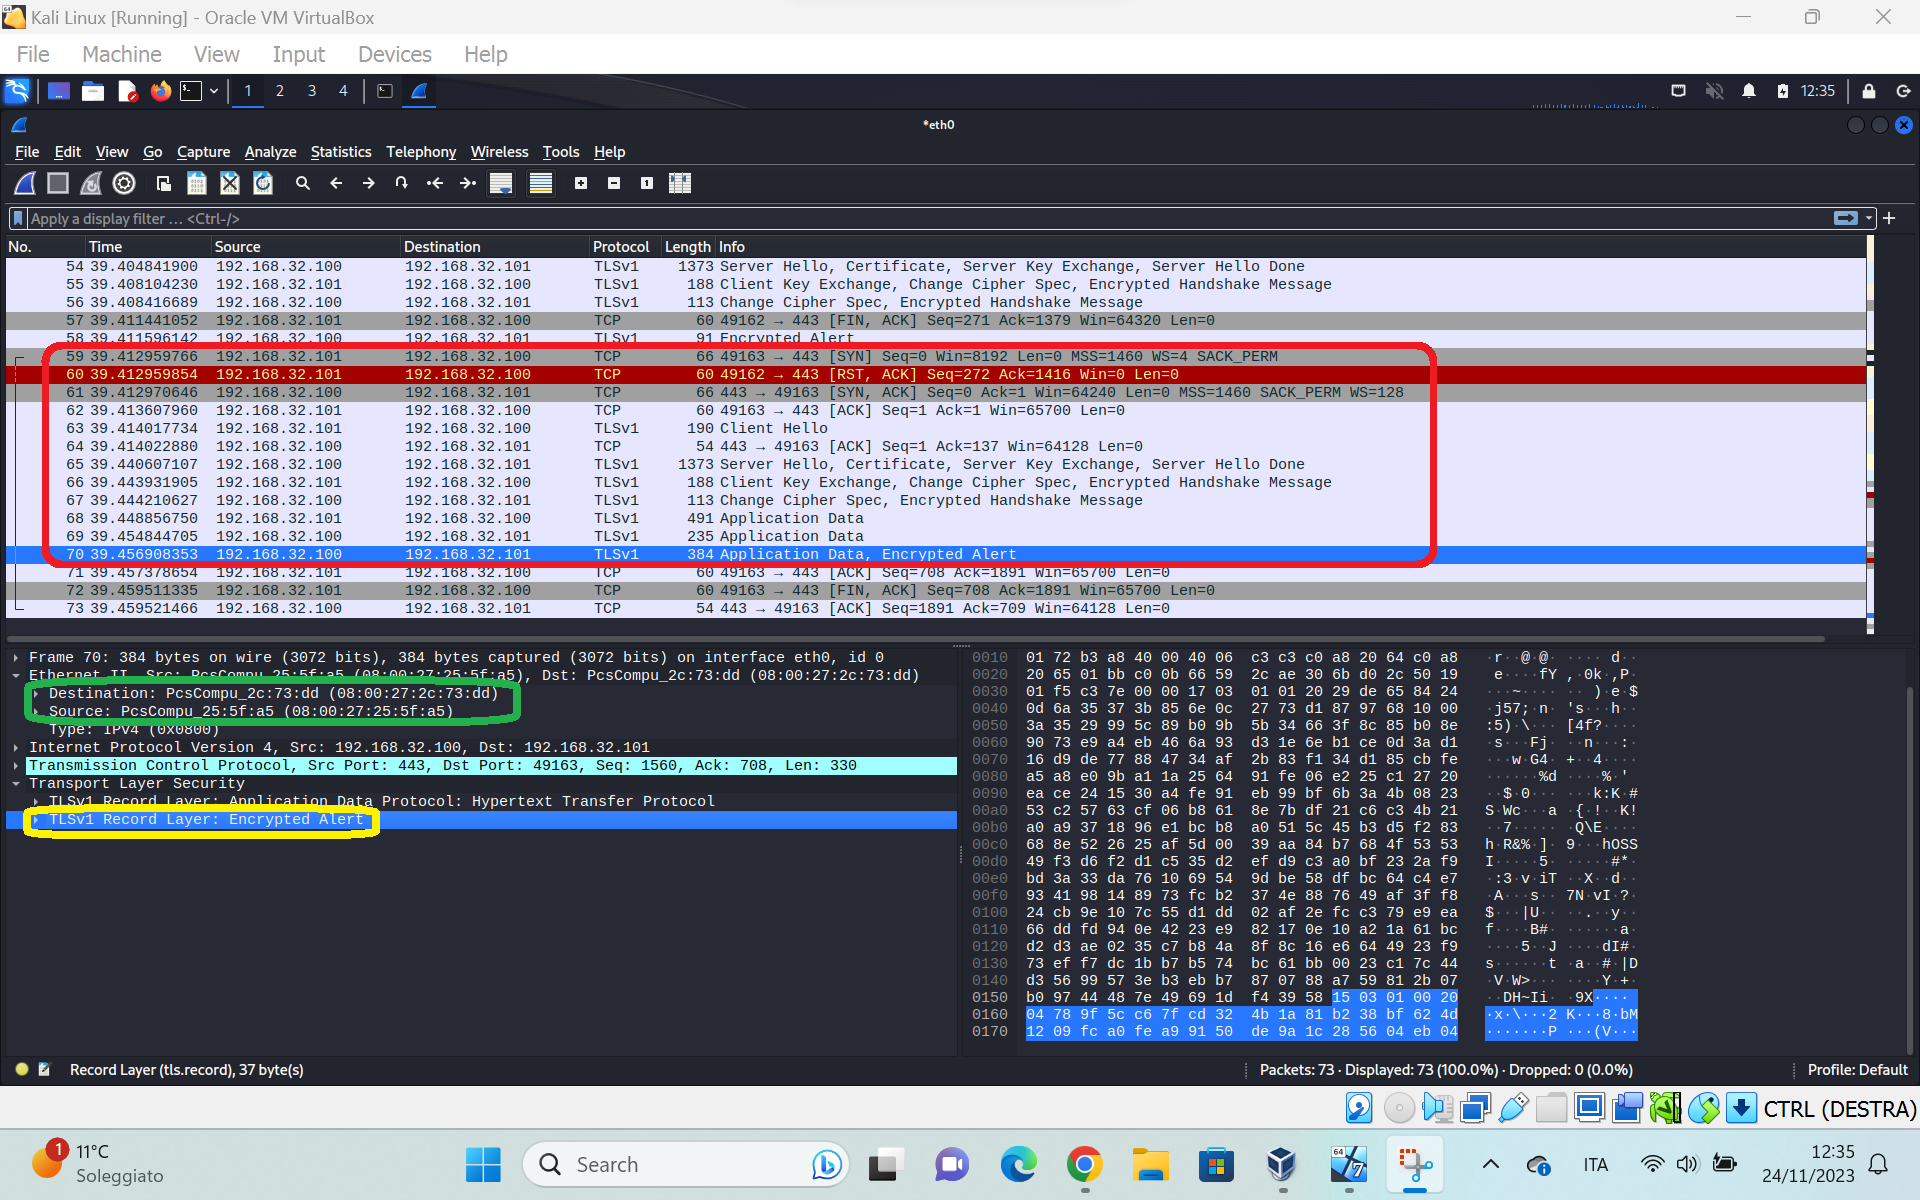 Kali Linux [Running] - Oracle VM VirtualBox
File Machine View Input Devices Help
1 2 3 4 12:35
*eth0
File Edit View Go Capture Analyze Statistics Telephony Wireless Tools Help
Apply a display filter … <Ctrl-/>
No. Time Source Destination Protocol Length Info
54 39.404841900 192.168.32.100 192.168.32.101 TLSv1 1373 Server Hello, Certificate, Server Key Exchange, Server Hello Done
55 39.408104230 192.168.32.101 192.168.32.100 TLSv1 188 Client Key Exchange, Change Cipher Spec, Encrypted Handshake Message
56 39.408416689 192.168.32.100 192.168.32.101 TLSv1 113 Change Cipher Spec, Encrypted Handshake Message
57 39.411441052 192.168.32.101 192.168.32.100 TCP 60 49162 → 443 [FIN, ACK] Seq=271 Ack=1379 Win=64320 Len=0
58 39.411596142 192.168.32.100 192.168.32.101 TLSv1 91 Encrypted Alert
59 39.412959766 192.168.32.101 192.168.32.100 TCP 66 49163 → 443 [SYN] Seq=0 Win=8192 Len=0 MSS=1460 WS=4 SACK_PERM
60 39.412959854 192.168.32.101 192.168.32.100 TCP 60 49162 → 443 [RST, ACK] Seq=272 Ack=1416 Win=0 Len=0
61 39.412970646 192.168.32.100 192.168.32.101 TCP 66 443 → 49163 [SYN, ACK] Seq=0 Ack=1 Win=64240 Len=0 MSS=1460 SACK_PERM WS=128
62 39.413607960 192.168.32.101 192.168.32.100 TCP 60 49163 → 443 [ACK] Seq=1 Ack=1 Win=65700 Len=0
63 39.414017734 192.168.32.101 192.168.32.100 TLSv1 190 Client Hello
64 39.414022880 192.168.32.100 192.168.32.101 TCP 54 443 → 49163 [ACK] Seq=1 Ack=137 Win=64128 Len=0
65 39.440607107 192.168.32.100 192.168.32.101 TLSv1 1373 Server Hello, Certificate, Server Key Exchange, Server Hello Done
66 39.443931905 192.168.32.101 192.168.32.100 TLSv1 188 Client Key Exchange, Change Cipher Spec, Encrypted Handshake Message
67 39.444210627 192.168.32.100 192.168.32.101 TLSv1 113 Change Cipher Spec, Encrypted Handshake Message
68 39.448856750 192.168.32.101 192.168.32.100 TLSv1 491 Application Data
69 39.454844705 192.168.32.100 192.168.32.101 TLSv1 235 Application Data
70 39.456908353 192.168.32.100 192.168.32.101 TLSv1 384 Application Data, Encrypted Alert
71 39.457378654 192.168.32.101 192.168.32.100 TCP 60 49163 → 443 [ACK] Seq=708 Ack=1891 Win=65700 Len=0
72 39.459511335 192.168.32.101 192.168.32.100 TCP 60 49163 → 443 [FIN, ACK] Seq=708 Ack=1891 Win=65700 Len=0
73 39.459521466 192.168.32.100 192.168.32.101 TCP 54 443 → 49163 [ACK] Seq=1891 Ack=709 Win=64128 Len=0
Frame 70: 384 bytes on wire (3072 bits), 384 bytes captured (3072 bits) on interface eth0, id 0
Ethernet II, Src: PcsCompu_25:5f:a5 (08:00:27:25:5f:a5), Dst: PcsCompu_2c:73:dd (08:00:27:2c:73:dd)
Destination: PcsCompu_2c:73:dd (08:00:27:2c:73:dd)
Source: PcsCompu_25:5f:a5 (08:00:27:25:5f:a5)
Type: IPv4 (0x0800)
Internet Protocol Version 4, Src: 192.168.32.100, Dst: 192.168.32.101
Transmission Control Protocol, Src Port: 443, Dst Port: 49163, Seq: 1560, Ack: 708, Len: 330
Transport Layer Security
TLSv1 Record Layer: Application Data Protocol: Hypertext Transfer Protocol
TLSv1 Record Layer: Encrypted Alert
0010 01 72 b3 a8 40 00 40 06 c3 c3 c0 a8 20 64 c0 a8
0020 20 65 01 bb c0 0b 66 59 2c ae 30 6b d0 2c 50 19
0030 01 f5 c3 7e 00 00 17 03 01 01 20 29 de 65 84 24
0040 0d 6a 35 37 3b 85 6e 0c 27 73 d1 87 97 68 10 00
0050 3a 35 29 99 5c 89 b0 9b 5b 34 66 3f 8c 85 b0 8e
0060 90 73 e9 a4 eb 46 6a 93 d3 1e 6e b1 ce 0d 3a d1
0070 16 d9 de 77 88 47 34 af 2b 83 f1 34 d1 85 cb fe
0080 a5 a8 e0 9b a1 1a 25 64 91 fe 06 e2 25 c1 27 20
0090 ea ce 24 15 30 a4 fe 91 eb 99 bf 6b 3a 4b 08 23
00a0 53 c2 57 63 cf 06 b8 61 8e 7b df 21 c6 c3 4b 21
00b0 a0 a9 37 18 96 e1 bc b8 a0 51 5c 45 b3 d5 f2 83
00c0 68 8e 52 26 25 af 5d 00 39 aa 84 b7 68 4f 53 53
00d0 49 f3 d6 f2 d1 c5 35 d2 ef d9 c3 a0 bf 23 2a f9
00e0 bd 3a 33 da 76 10 69 54 9d be 58 df bc 64 c4 e7
00f0 93 41 98 14 89 73 fc b2 37 4e 88 76 49 af 3f f8
0100 24 cb 9e 10 7c 55 d1 dd 02 af 2e fc c3 79 e9 ea
0110 66 dd fd 94 0e 42 23 e9 82 17 0e 10 a2 1a 61 bc
0120 d2 d3 ae 02 35 c7 b8 4a 8f 8c 16 e6 64 49 23 f9
0130 73 ef f7 dc 1b b7 b5 74 bc 61 bb 00 23 c1 7c 44
0140 d3 56 99 57 3e b3 eb b7 87 07 88 a7 59 81 2b 07
0150 b0 97 44 48 7e 49 69 1d f4 39 58 15 03 01 00 20
0160 04 78 9f 5c c6 7f cd 32 4b 1a 81 b2 38 bf 62 4d
0170 12 09 fc a0 fe a9 91 50 de 9a 1c 28 56 04 eb 04
Record Layer (tls.record), 37 byte(s) Packets: 73 · Displayed: 73 (100.0%) · Dropped: 0 (0.0%) Profile: Default
CTRL (DESTRA)
1 11°C
Soleggiato
Search
64
7
ITA
12:35
24/11/2023